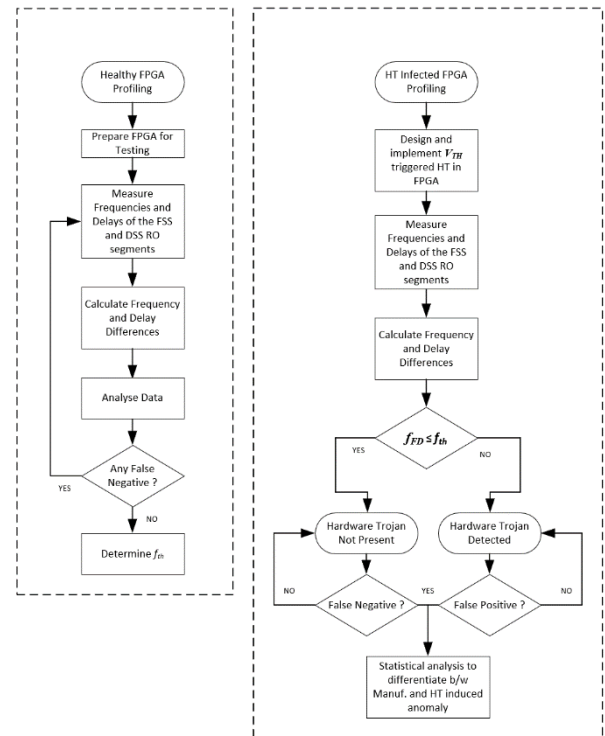 Healthy FPGA
Profiling
Prepare FPGA for
Testing
Measure
Frequencies and
Delays of the FSS
and DSS RO
segments
Calculate Frequency
and Delay
Differences
Analyse Data
Any False
Negative ?
YES
NO
Determine fth
HT Infected FPGA
Profiling
Design and
implement VTH
triggered HT in
FPGA
Measure
Frequencies and
Delays of the FSS
and DSS RO
segments
Calculate Frequency
and Delay
Differences
fFD ≤ fth
YES
NO
Hardware Trojan
Not Present
Hardware Trojan
Detected
NO
False Negative ?
YES
False Positive ?
NO
Statistical analysis to
differentiate b/w
Manuf. and HT induced
anomaly